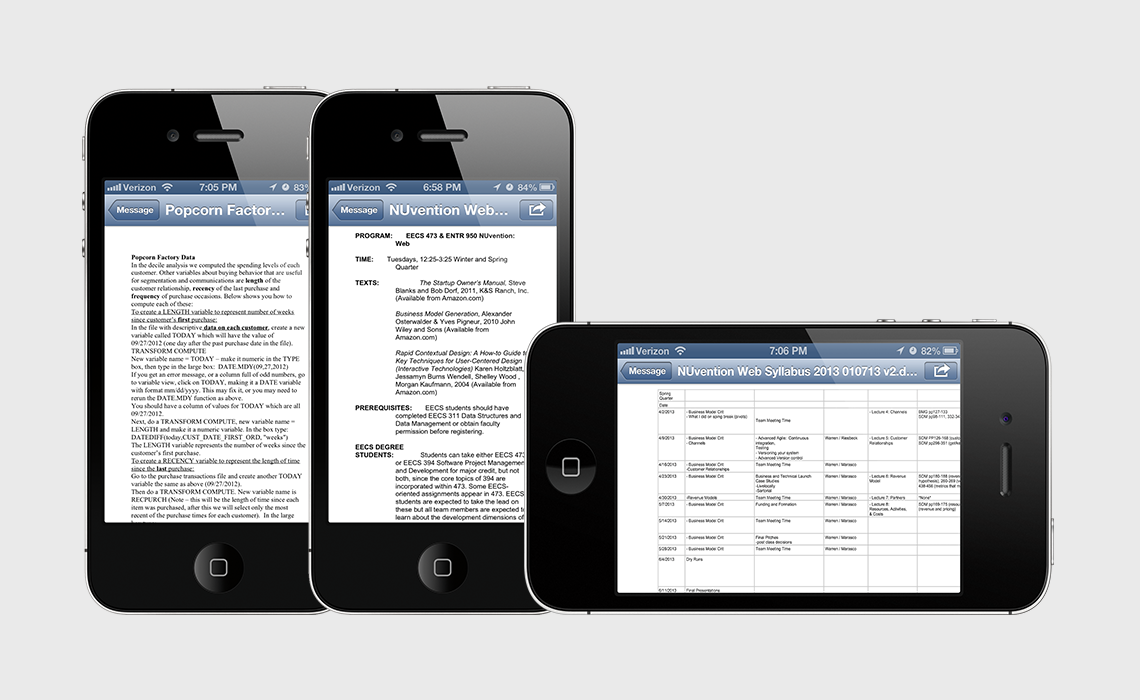 Verizon 7:05 PM 83%
Message Popcorn Factor...
Popcorn Factory Data
In the decile analysis we computed the spending levels of each
customer. Other variables about buying behavior that are useful
for segmentation and communications are length of the
customer relationship, recency of the last purchase and
frequency of purchase occasions. Below shows you how to
compute each of these:
To create a LENGTH variable to represent number of weeks
since customer's first purchase:
In the file with descriptive data on each customer, create a new
variable called TODAY which will have the value of
09/27/2012 (one day after the past purchase date in the file).
TRANSFORM COMPUTE
New variable name = TODAY – make it numeric in the TYPE
box, then type in the large box: DATE.MDY(09,27,2012)
If you get an error message, or a column full of odd numbers, go
to variable view, click on TODAY, making it a DATE variable
with format mm/dd/yyyy. This may fix it, or you may need to
rerun the DATE.MDY function as above.
You should have a column of values for TODAY which are all
09/27/2012.
Next, do a TRANSFORM COMPUTE, new variable name =
LENGTH and make it a numeric variable. In the box type:
DATEDIFF(today,CUST_DATE_FIRST_ORD, "weeks")
The LENGTH variable represents the number of weeks since the
customer's first purchase.
To create a RECENCY variable to represent the length of time
since the last purchase:
Go to the purchase transactions file and create another TODAY
variable the same as above (09/27/2012).
Then do a TRANSFORM COMPUTE. New variable name is
RECPURCH (Note – this will be the length of time since each
item was purchased, after this we will select only the most
recent of the purchase times for each customer). In the large
Verizon 6:58 PM 84%
Message NUvention Web...
PROGRAM: EECS 473 & ENTR 950 NUvention:
Web
TIME: Tuesdays, 12:25-3:25 Winter and Spring
Quarter
TEXTS: The Startup Owner's Manual, Steve
Blanks and Bob Dorf, 2011, K&S Ranch, Inc.
(Available from Amazon.com)
Business Model Generation, Alexander
Osterwalder & Yves Pigneur, 2010 John
Wiley and Sons (Available from
Amazon.com)
Rapid Contextual Design: A How-to Guide to
Key Techniques for User-Centered Design
(Interactive Technologies) Karen Holtzblatt,
Jessamyn Burns Wendell, Shelley Wood ,
Morgan Kaufmann, 2004 (Available from
Amazon.com)
PREREQUISITES: EECS students should have
completed EECS 311 Data Structures and
Data Management or obtain faculty
permission before registering.
EECS DEGREE
STUDENTS: Students can take either EECS 473
or EECS 394 Software Project Management
and Development for major credit, but not
both, since the core topics of 394 are
incorporated within 473. Some EECS-
oriented assignments appear in 473. EECS
students are expected to take the lead on
these but all team members are expected to
learn about the development dimensions of
Verizon 7:06 PM 82%
Message NUvention Web Syllabus 2013 010713 v2.d...
Spring
Quarter
Date
4/2/2013 - Business Model Crit - Lecture 4: Channels
- What I did on spring break (pivots)
Team Meeting Time
4/9/2013 - Business Model Crit - Advanced Agile: Continuous - Lecture 5: Customer
- Channels integration, Relationships
Testing
- Versioning your system
- Advanced version control
4/16/2013 - Business Model Crit Team Meeting Time Warren / Marasco
Customer Relationships
4/23/2013 - Business Model Crit Business and Technical Launch Warren / Marasco - Lecture 6: Revenue
Case Studies Model
4/30/2013 -Revenue Models Team Meeting Time Warren / Marasco - Lecture 7: Partners *None*
5/7/2013 - Business Model Crit Funding and Formation Warren / Marasco - Lecture 8:
Resources, Activities,
& Costs
5/14/2013 - Business Model Crit Team Meeting Time Warren / Marasco
5/21/2013 - Business Model Crit Final Pitches Warren / Marasco
5/28/2013 - Business Model Crit Team Meeting Time Warren / Marasco
6/4/2013 Dry Runs
6/11/2013 Final Presentations